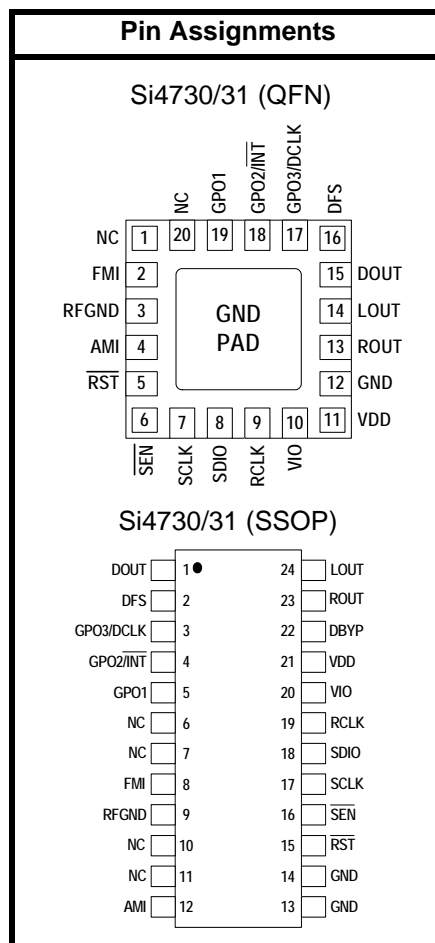 Pin Assignments
Si4730/31 (QFN)
NC
GPO1
GPO2/INT
GPO3/DCLK
DFS
NC 1 20 19 18 17 16
FMI 2 15 DOUT
RFGND 3 14 LOUT
GND
PAD
AMI 4 13 ROUT
RST 5 12 GND
6 7 8 9 10 11 VDD
SEN
SCLK
SDIO
RCLK
VIO
Si4730/31 (SSOP)
DOUT 1 24 LOUT
DFS 2 23 ROUT
GPO3/DCLK 3 22 DBYP
GPO2/INT 4 21 VDD
GPO1 5 20 VIO
NC 6 19 RCLK
NC 7 18 SDIO
FMI 8 17 SCLK
RFGND 9 16 SEN
NC 10 15 RST
NC 11 14 GND
AMI 12 13 GND